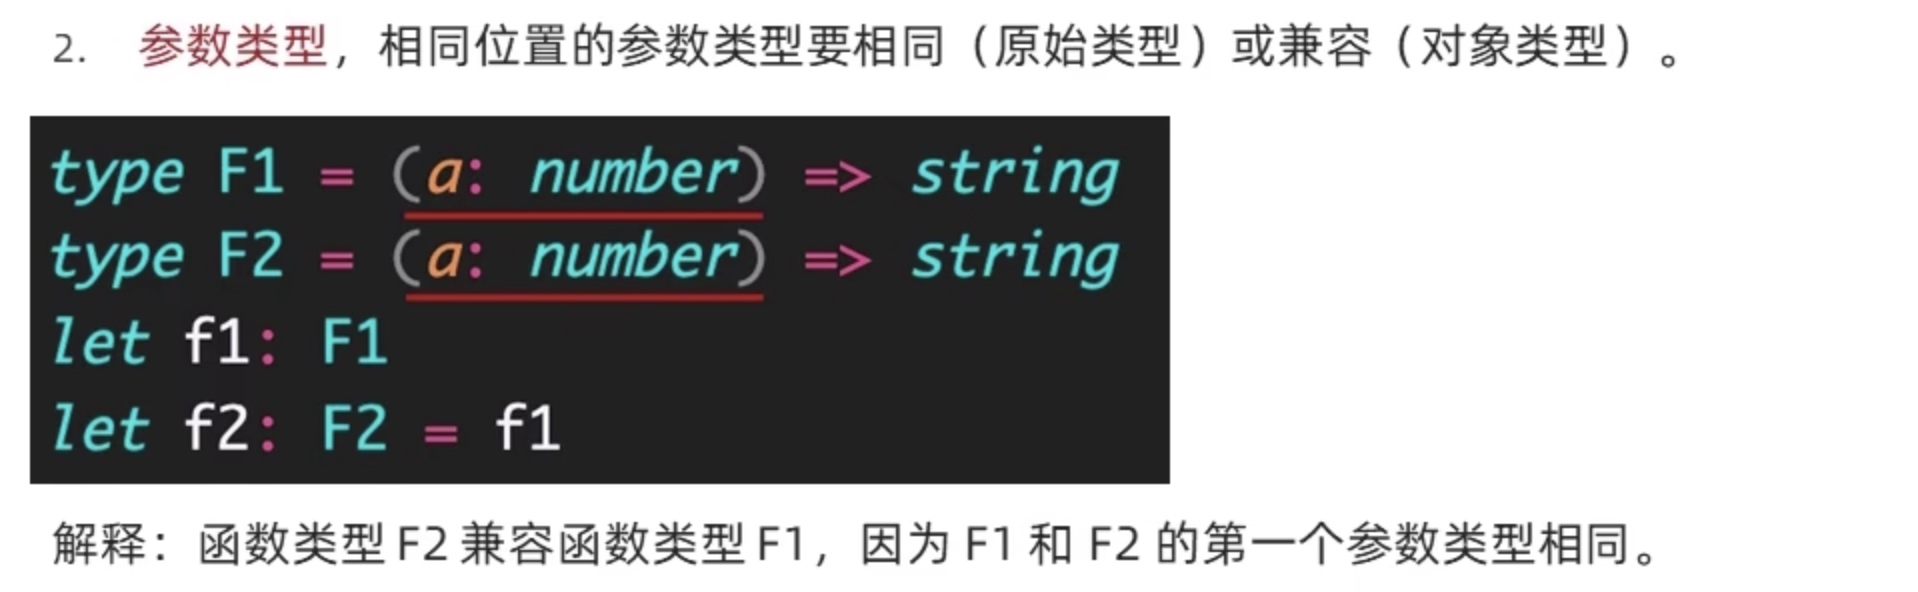 2. 参数类型，相同位置的参数类型要相同（原始类型）或兼容（对象类型）。
type F1 = (a: number) => string
type F2 = (a: number) => string
let f1: F1
let f2: F2 = f1
解释：函数类型 F2 兼容函数类型 F1，因为 F1 和 F2 的第一个参数类型相同。